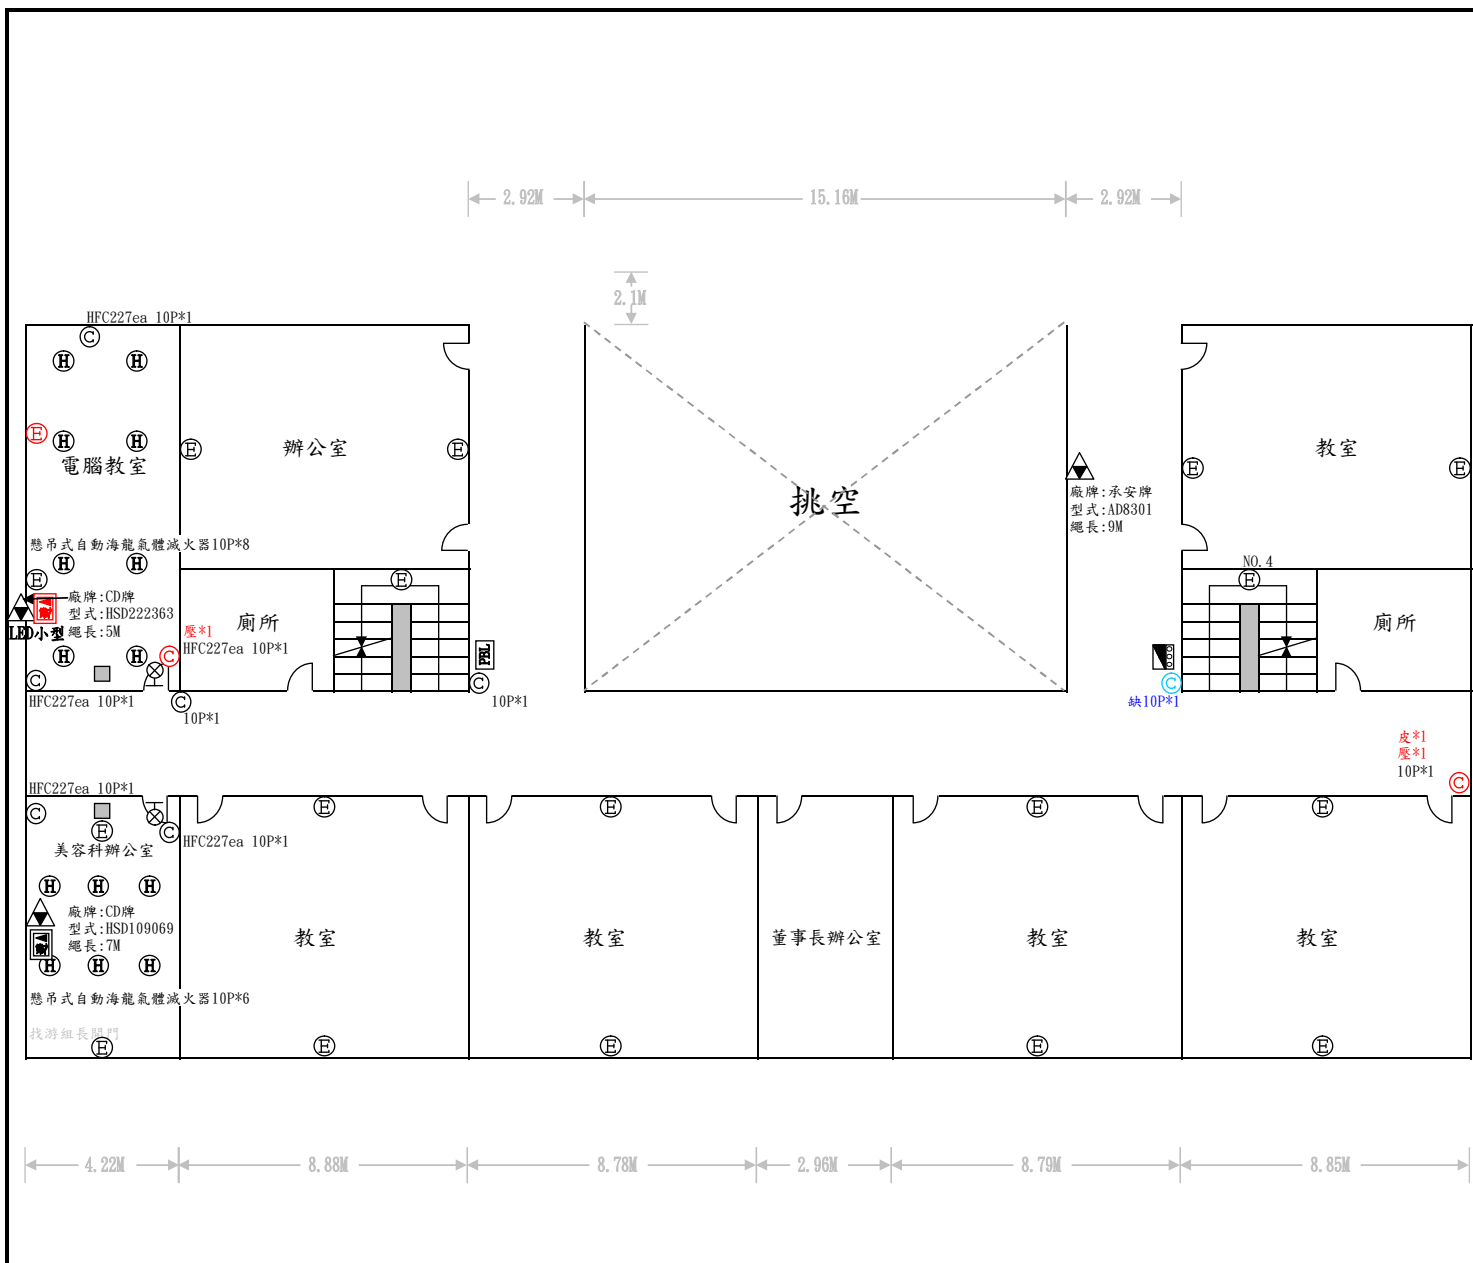 2.92M
15.16M
2.92M
2.1M
HFC227ea 10P*1
C
H
H
E
H
H
電腦教室
E
辦公室
E
挑空
廠牌:承安牌
型式:AD8301
繩長:9M
E
教室
E
懸吊式自動海龍氣體滅火器10P*8
H
H
E
廠牌:CD牌
型式:HSD222363
繩長:5M
LED小型
H
H
C
HFC227ea 10P*1
廁所
壓*1
HFC227ea 10P*1
C
E
PBL
C
10P*1
C
10P*1
NO.4
E
廁所
C
缺10P*1
皮*1
壓*1
10P*1
C
HFC227ea 10P*1
C
E
C
HFC227ea 10P*1
美容科辦公室
H
H
H
廠牌:CD牌
型式:HSD109069
繩長:7M
H
H
H
懸吊式自動海龍氣體滅火器10P*6
找游組長開門
E
E
教室
E
E
教室
E
董事長辦公室
E
教室
E
E
教室
E
4.22M
8.88M
8.78M
2.96M
8.79M
8.85M